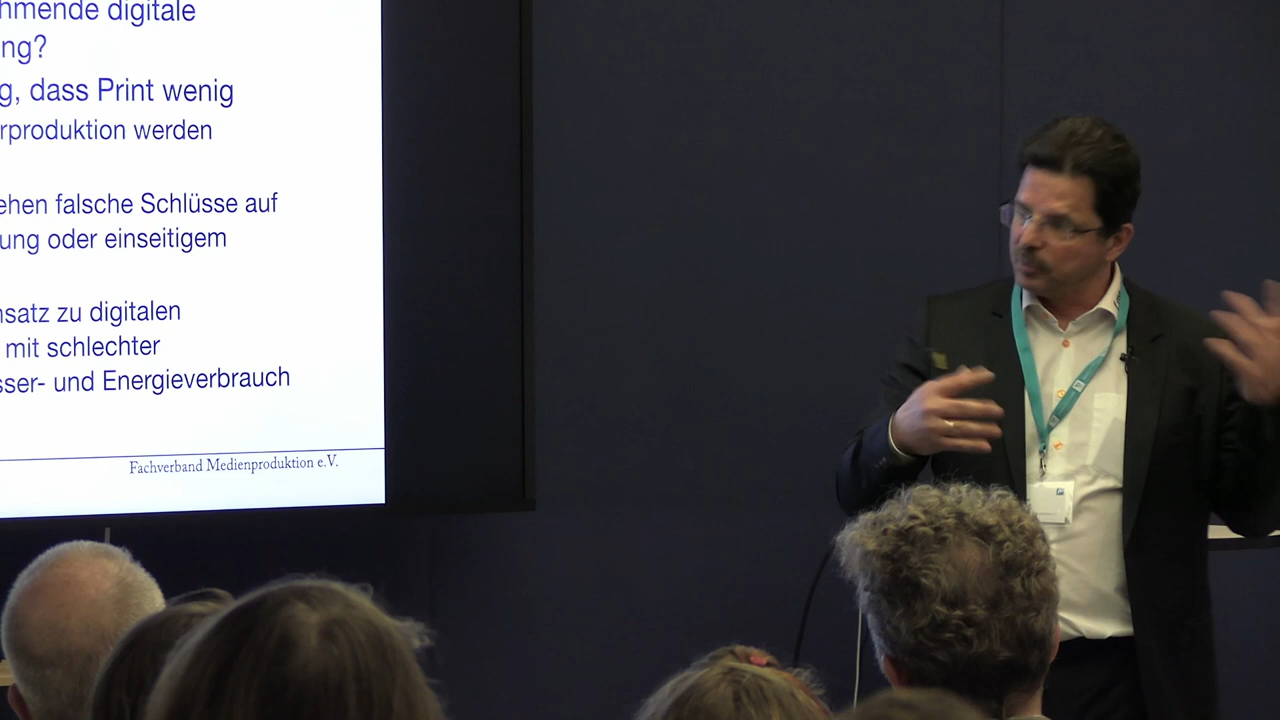 hmende digitale
ng?
g, dass Print wenig
rproduktion werden
ehen falsche Schlüsse auf
ung oder einseitigem
nsatz zu digitalen
mit schlechter
sser- und Energieverbrauch
Fachverband Medienproduktion e.V.